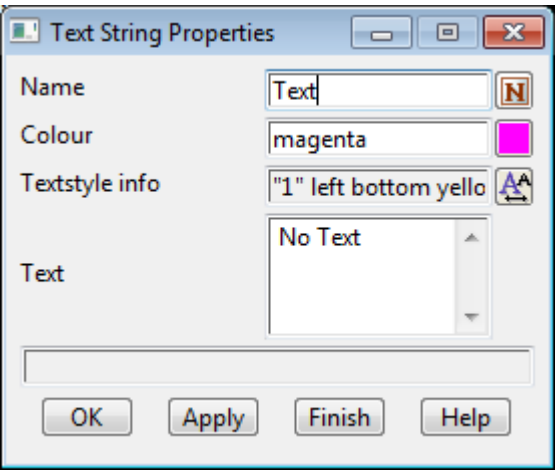 Text String Properties
Name Text N
Colour magenta
Textstyle info "1" left bottom yello
Text No Text
OK Apply Finish Help